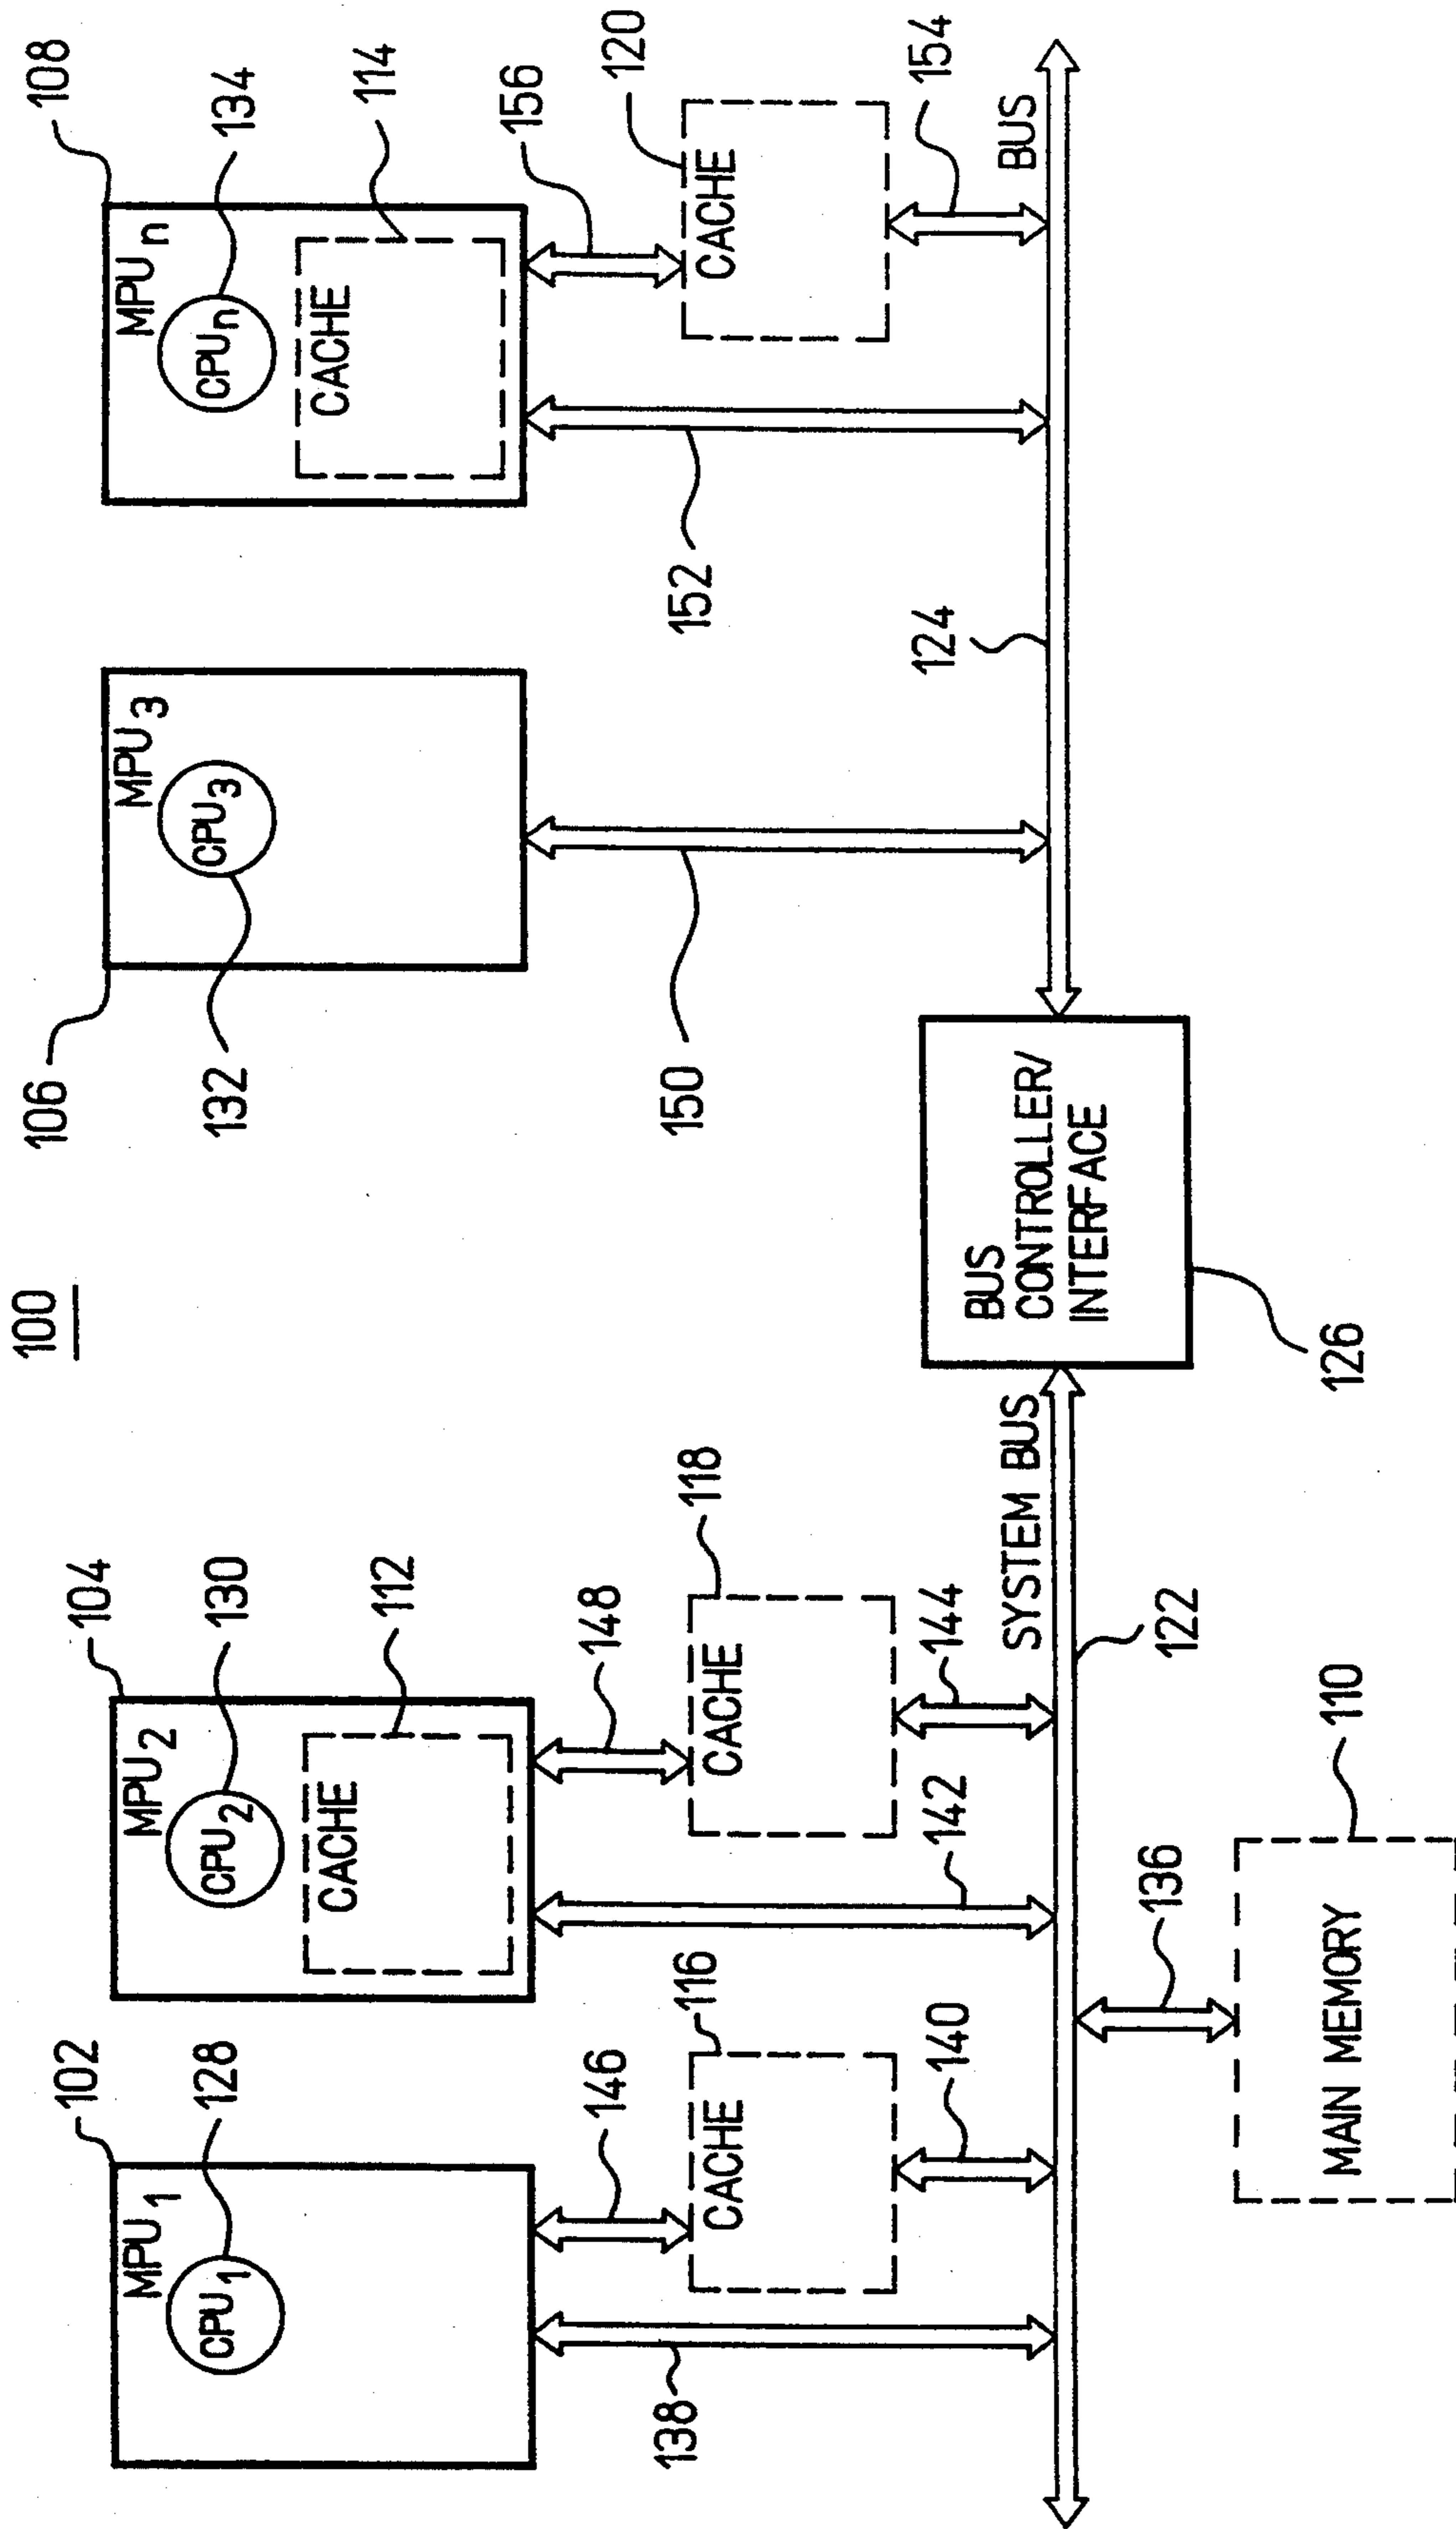 100
102
MPU1
128
CPU1
104
MPU2
130
CPU2
112
CACHE
106
MPU3
132
CPU3
108
MPUn
134
CPUn
114
CACHE
138
146
116
CACHE
140
148
118
CACHE
142
144
150
152
156
120
CACHE
154
SYSTEM BUS
122
BUS
CONTROLLER/
INTERFACE
126
124
BUS
136
110
MAIN MEMORY